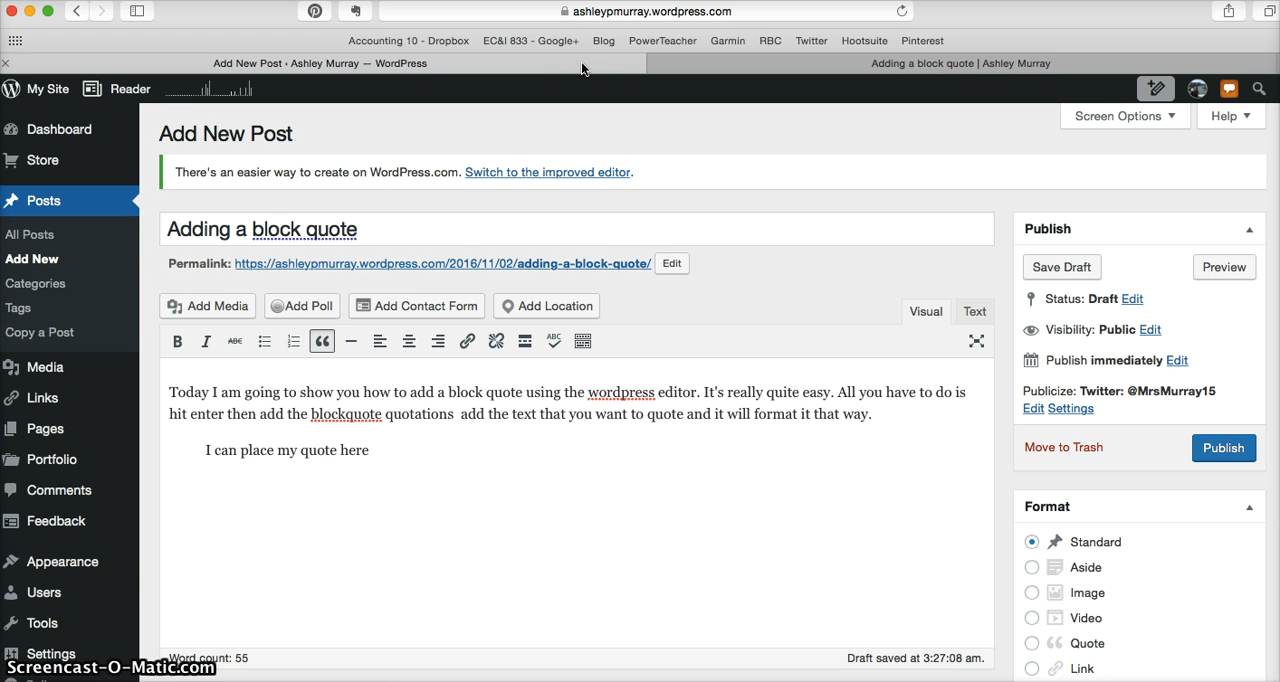 ashleypmurray.wordpress.com
Accounting 10 - Dropbox EC&I 833 - Google+ Blog PowerTeacher Garmin RBC Twitter Hootsuite Pinterest
Add New Post ‹ Ashley Murray — WordPress
Adding a block quote | Ashley Murray
My Site Reader
Dashboard
Store
Posts
All Posts
Add New
Categories
Tags
Copy a Post
Media
Links
Pages
Portfolio
Comments
Feedback
Appearance
Users
Tools
Settings
Screencast-O-Matic.com
Screen Options Help
Add New Post
There's an easier way to create on WordPress.com. Switch to the improved editor.
Adding a block quote
Permalink: https://ashleypmurray.wordpress.com/2016/11/02/adding-a-block-quote/ Edit
Add Media Add Poll Add Contact Form Add Location
Visual Text
B I ABC ABC
Today I am going to show you how to add a block quote using the wordpress editor. It's really quite easy. All you have to do is
hit enter then add the blockquote quotations add the text that you want to quote and it will format it that way.
I can place my quote here
Word count: 55
Draft saved at 3:27:08 am.
Publish
Save Draft Preview
Status: Draft Edit
Visibility: Public Edit
Publish immediately Edit
Publicize: Twitter: @MrsMurray15
Edit Settings
Move to Trash Publish
Format
Standard
Aside
Image
Video
Quote
Link